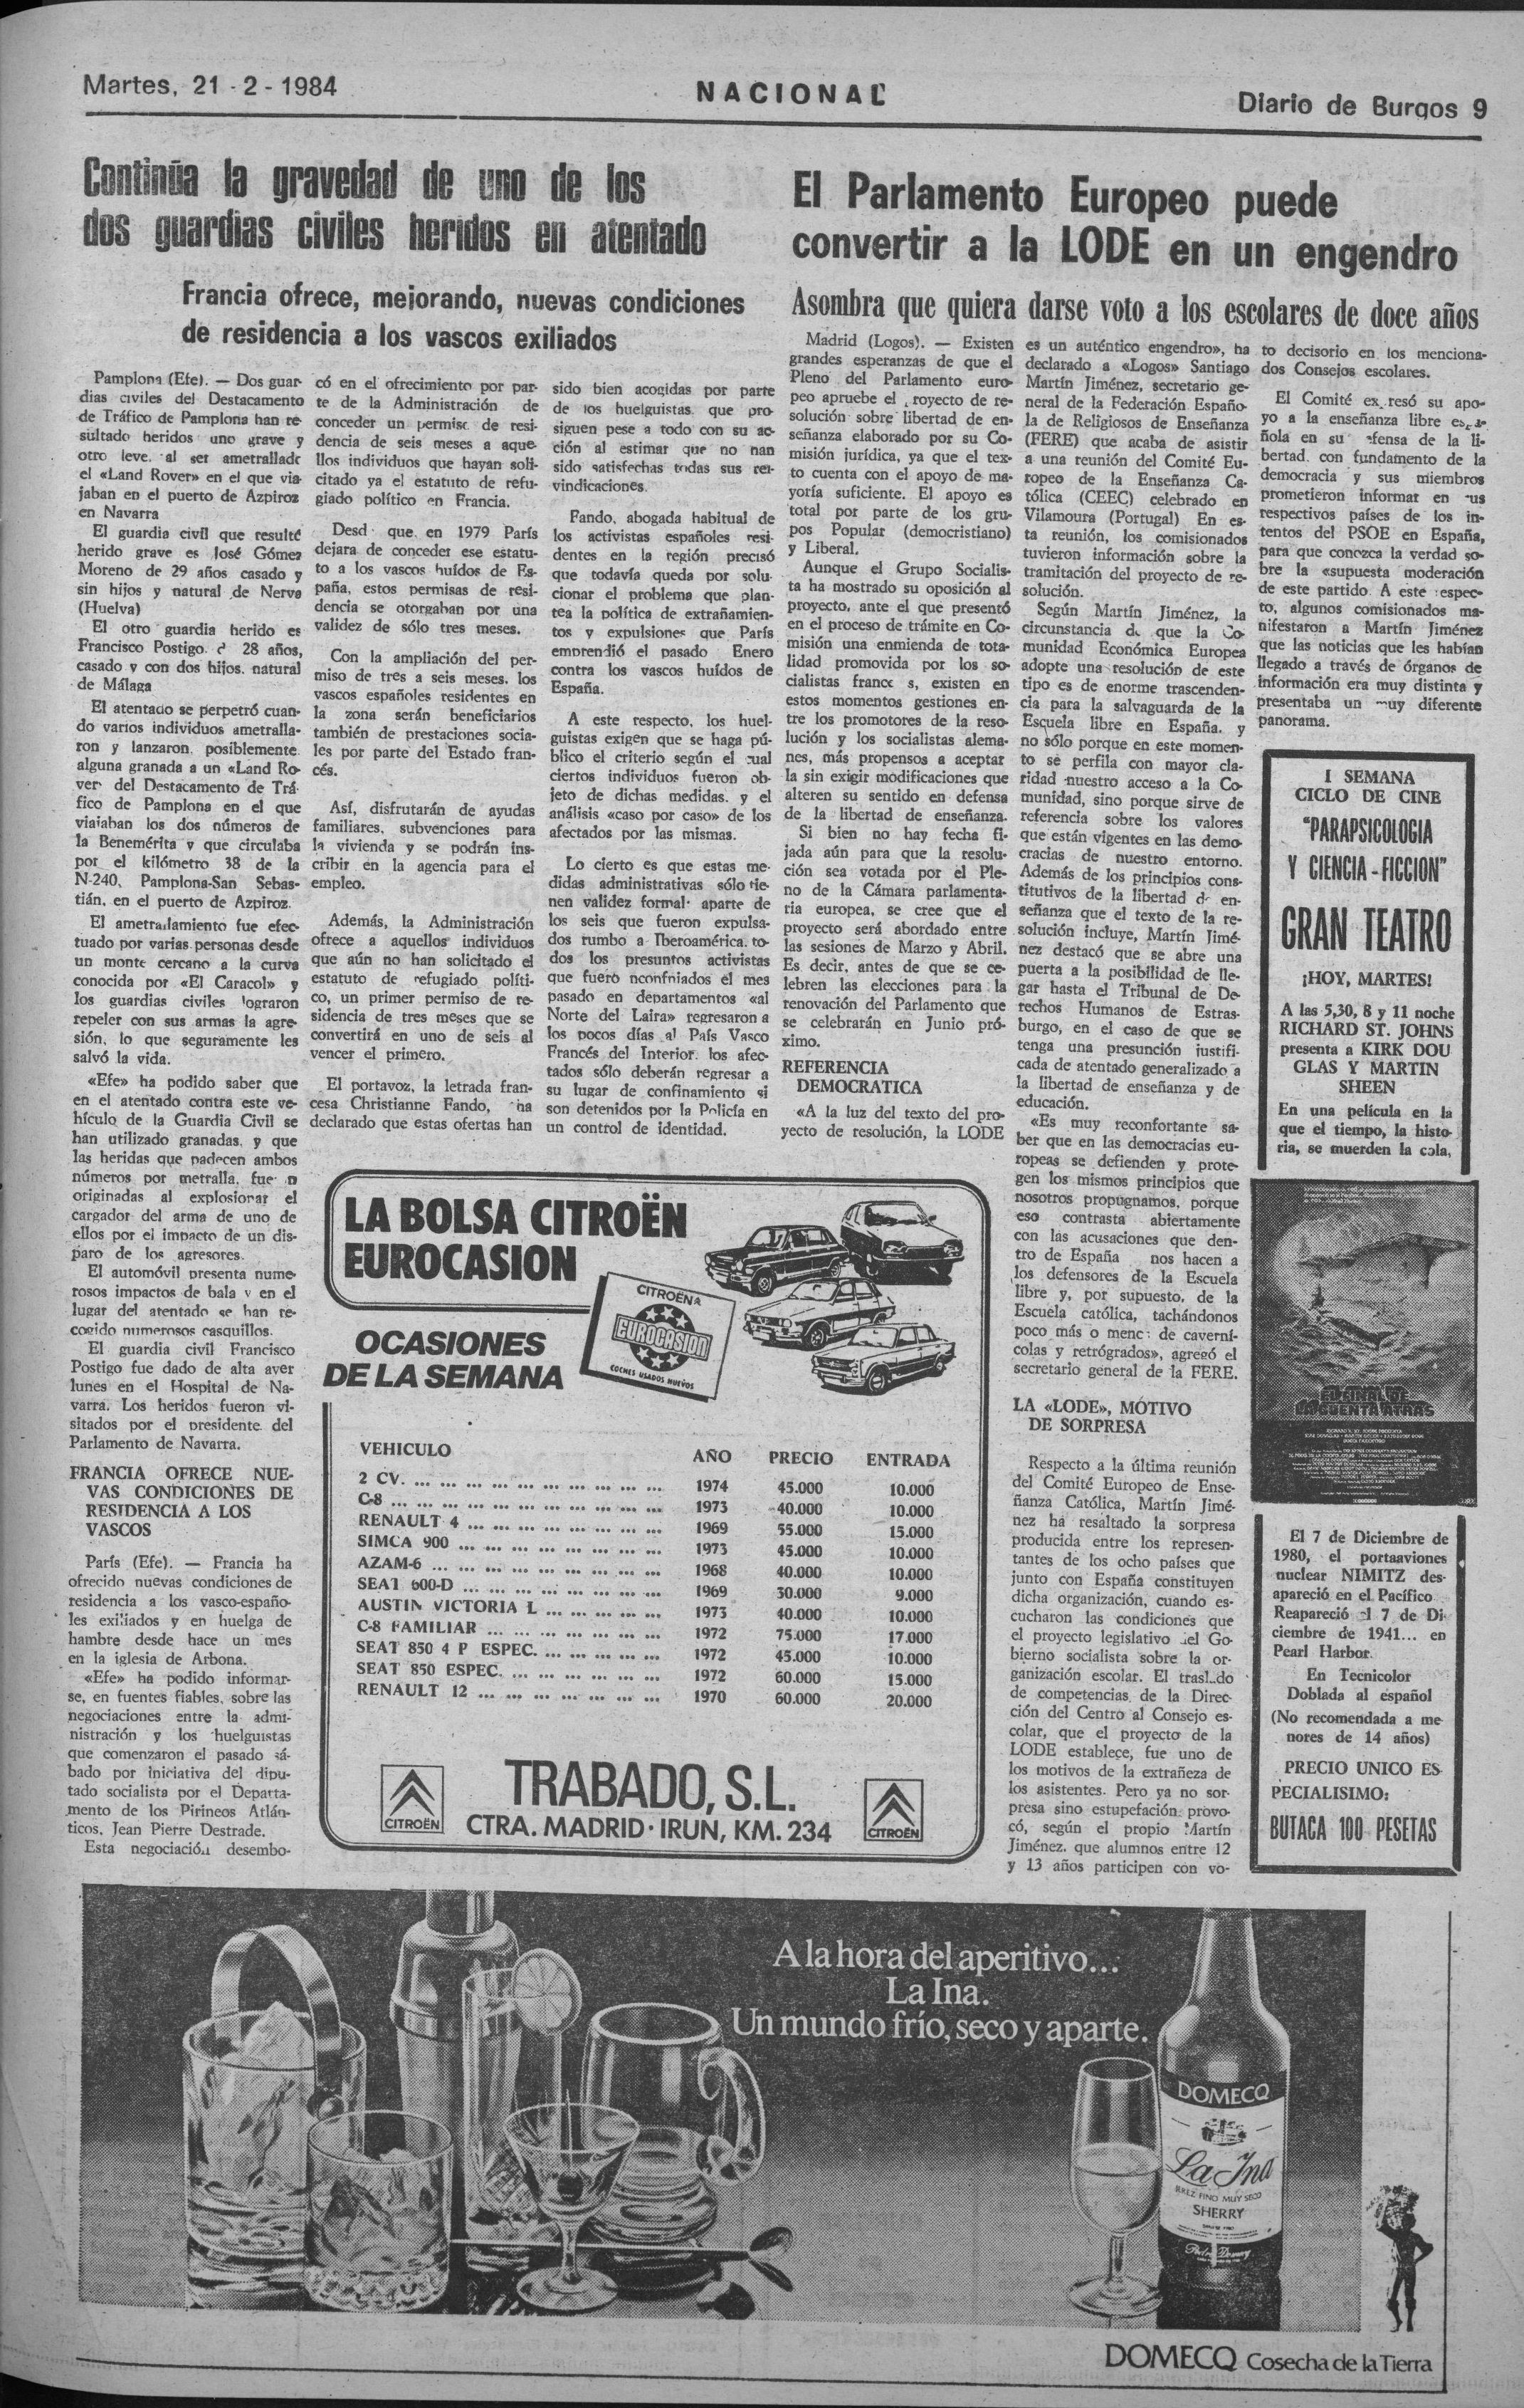 Martes, 21 - 2 - 1984
NACIONAL
Diario de Burgos 9
Continúa la gravedad de uno de los
dos guardias civiles heridos en atentado
Francia ofrece, mejorando, nuevas condiciones
de residencia a los vascos exiliados
Pamplona (Efe). — Dos guar-
dias civiles del Destacamento
de Tráfico de Pamplona han re-
sultado heridos uno grave y
otro leve. al ser ametrallado
el «Land Rover» en el que via-
jaban en el puerto de Azpiroz
en Navarra
El guardia civil que resultó
herido grave es José Gómez
Moreno de 29 años casado y
sin hijos y natural de Nerva
(Huelva)
El otro guardia herido es
Francisco Postigo. d 28 años,
casado y con dos hijos. natural
de Málaga
El atentado se perpetró cuan-
do varios individuos ametralla-
ron y lanzaron. posiblemente
alguna granada a un «Land Ro-
ver» del Destacamento de Trá-
fico de Pamplona en el que
viajaban los dos números de
la Benemérita y que circulaba
por el kilómetro 38 de la
N-240, Pamplona-San Sebas-
tián, en el puerto de Azpiroz.
El ametrallamiento fue efec-
tuado por varias personas desde
un monte cercano a la curva
conocida por «El Caracol» y
los guardias civiles lograron
repeler con sus armas la agre-
sión, lo que seguramente les
salvó la vida.
«Efe» ha podido saber que
en el atentado contra este ve-
hículo de la Guardia Civil se
han utilizado granadas, y que
las heridas que padecen ambos
números por metralla, fue n
originadas al explosionar el
cargador del arma de uno de
ellos por el impacto de un dis-
paro de los agresores.
El automóvil presenta nume-
rosos impactos de bala y en el
lugar del atentado se han re-
cogido numerosos casquillos.
El guardia civil Francisco
Postigo fue dado de alta ayer
lunes en el Hospital de Na-
varra. Los heridos fueron vi-
sitados por el presidente del
Parlamento de Navarra.
FRANCIA OFRECE NUE-
VAS CONDICIONES DE
RESIDENCIA A LOS
VASCOS
París (Efe). — Francia ha
ofrecido nuevas condiciones de
residencia a los vasco-españo-
les exiliados y en huelga de
hambre desde hace un mes
en la iglesia de Arbona.
«Efe» ha podido informar-
se, en fuentes fiables, sobre las
negociaciones entre la admi-
nistración y los huelguistas
que comenzaron el pasado sá-
bado por iniciativa del dipu-
tado socialista por el Departa-
mento de los Pirineos Atlán-
ticos, Jean Pierre Destrade.
Esta negociación desembo-
có en el ofrecimiento por par-
te de la Administración de
conceder un permiso de resi-
dencia de seis meses a aque-
llos individuos que hayan soli-
citado ya el estatuto de refu-
giado político en Francia.
Desd que en 1979 París
dejara de conceder ese estatu-
to a los vascos huídos de Es-
paña, estos permisas de resi-
dencia se otorgaban por una
validez de sólo tres meses.
Con la ampliación del per-
miso de tres a seis meses. los
vascos españoles residentes en
la zona serán beneficiarios
también de prestaciones socia-
les por parte del Estado fran-
cés.
Así, disfrutarán de ayudas
familiares, subvenciones para
la vivienda y se podrán ins-
cribir en la agencia para el
empleo.
Además, la Administración
ofrece a aquellos individuos
que aún no han solicitado el
estatuto de refugiado políti-
co, un primer permiso de re-
sidencia de tres meses que se
convertirá en uno de seis al
vencer el primero.
El portavoz, la letrada fran-
cesa Christianne Fando, ha
declarado que estas ofertas han
sido bien acogidas por parte
de los huelguistas, que pro-
siguen pese a todo con su ac-
ción al estimar que no nan
sido satisfechas todas sus rei-
vindicaciones.
Fando, abogada habitual de
los activistas españoles resi-
dentes en la región precisó
que todavía queda por solu-
cionar el problema que plan-
tea la política de extrañamien-
tos y expulsiones que París
emprendió el pasado Enero
contra los vascos huídos de
España.
A este respecto, los huel-
guistas exigen que se haga pú-
blico el criterio según el cual
ciertos individuos fueron ob-
jeto de dichas medidas, y el
análisis «caso por caso» de los
afectados por las mismas.
Lo cierto es que estas me-
didas administrativas sólo tie-
nen validez formal: aparte de
los seis que fueron expulsa-
dos rumbo a Iberoamérica, to-
dos los presuntos activistas
que fuero nconfniados el mes
pasado en departamentos «al
Norte del Laira» regresaron a
los pocos días al País Vasco
Francés del Interior. los afec-
tados sólo deberán regresar a
su lugar de confinamiento si
son detenidos por la Policía en
un control de identidad.
El Parlamento Europeo puede
convertir a la LODE en un engendro
Asombra que quiera darse voto a los escolares de doce años
Madrid (Logos). — Existen
grandes esperanzas de que el
Pleno del Parlamento euro-
peo apruebe el royecto de re-
solución sobre libertad de en-
señanza elaborado por su Co-
misión jurídica, ya que el tex-
to cuenta con el apoyo de ma-
yoría suficiente. El apoyo es
total por parte de los gru-
pos Popular (democristiano)
y Liberal.
Aunque el Grupo Socialis-
ta ha mostrado su oposición al
proyecto, ante el que presentó
en el proceso de trámite en Co-
misión una enmienda de tota-
lidad promovida por los so-
cialistas france s, existen en
estos momentos gestiones en-
tre los promotores de la reso-
lución y los socialistas alema-
nes, más propensos a aceptar
la sin exigir modificaciones que
alteren su sentido en defensa
de la libertad de enseñanza.
Si bien no hay fecha fi-
jada aún para que la resolu-
ción sea votada por el Ple-
no de la Cámara parlamenta-
ria europea, se cree que el
proyecto será abordado entre
las sesiones de Marzo y Abril.
Es decir, antes de que se ce-
lebren las elecciones para la
renovación del Parlamento que
se celebrarán en Junio pró-
ximo.
REFERENCIA
DEMOCRATICA
«A la luz del texto del pro-
yecto de resolución, la LODE
es un auténtico engendro», ha
declarado a «Logos» Santiago
Martín Jiménez, secretario ge-
neral de la Federación Españo-
la de Religiosos de Enseñanza
(FERE) que acaba de asistir
a una reunión del Comité Eu-
ropeo de la Enseñanza Ca-
tólica (CEEC) celebrado en
Vilamoura (Portugal) En es-
ta reunión, los comisionados
tuvieron información sobre la
tramitación del proyecto de re-
solución.
Según Martín Jiménez, la
circunstancia de que la Co-
munidad Económica Europea
adopte una resolución de este
tipo es de enorme trascenden-
cia para la salvaguarda de la
Escuela libre en España, y
no sólo porque en este momen-
to se perfila con mayor cla-
ridad nuestro acceso a la Co-
munidad, sino porque sirve de
referencia sobre los valores
que están vigentes en las demo-
cracias de nuestro entorno.
Además de los principios cons-
titutivos de la libertad de en-
señanza que el texto de la re-
solución incluye, Martín Jimé-
nez destacó que se abre una
puerta a la posibilidad de lle-
gar hasta el Tribunal de De-
rechos Humanos de Estras-
burgo, en el caso de que se
tenga una presunción justifi-
cada de atentado generalizado a
la libertad de enseñanza y de
educación.
«Es muy reconfortante sa-
ber que en las democracias eu-
ropeas se defienden y prote-
gen los mismos principios que
nosotros propugnamos, porque
eso contrasta abiertamente
con las acusaciones que den-
tro de España nos hacen a
los defensores de la Escuela
libre y, por supuesto, de la
Escuela católica, tachándonos
poco más o menc: de caverní-
colas y retrógrados», agregó el
secretario general de la FERE.
LA «LODE», MOTIVO
DE SORPRESA
Respecto a la última reunión
del Comité Europeo de Ense-
ñanza Católica, Martín Jimé-
nez ha resaltado la sorpresa
producida entre los represen-
tantes de los ocho países que
junto con España constituyen
dicha organización, cuando es-
cucharon las condiciones que
el proyecto legislativo del Go-
bierno socialista sobre la or-
ganización escolar. El traslado
de competencias de la Direc-
ción del Centro al Consejo es-
colar, que el proyecto de la
LODE establece, fue uno de
los motivos de la extrañeza de
los asistentes. Pero ya no sor-
presa sino estupefación provo-
có, según el propio Martín
Jiménez. que alumnos entre 12
y 13 años participen con vo-
to decisorio en los menciona-
dos Consejos escolares.
El Comité ex resó su apo-
yo a la enseñanza libre espa-
ñola en su efensa de la li-
bertad. con fundamento de la
democracia y sus miembros
prometieron informar en sus
respectivos países de los in-
tentos del PSOE en España,
para que conozca la verdad so-
bre la «supuesta moderación
de este partido. A este respec-
to, algunos comisionados ma-
nifestaron a Martín Jiménez
que las noticias que les habían
llegado a través de órganos de
información era muy distinta y
presentaba un muy diferente
panorama.
I SEMANA
CICLO DE CINE
"PARAPSICOLOGIA
Y CIENCIA - FICCION"
GRAN TEATRO
¡HOY, MARTES!
A las 5,30, 8 y 11 noche
RICHARD ST. JOHNS
presenta a KIRK DOU
GLAS Y MARTIN
SHEEN
En una película en la
que el tiempo, la histo-
ria, se muerden la cola,
EL FINAL DE
LA CUENTA ATRAS
El 7 de Diciembre de
1980, el portaaviones
nuclear NIMITZ des-
apareció en el Pacífico
Reapareció el 7 de Di
ciembre de 1941... en
Pearl Harbor.
En Tecnicolor
Doblada al español
(No recomendada a me
nores de 14 años)
PRECIO UNICO ES-
PECIALISIMO:
BUTACA 100 PESETAS
LA BOLSA CITROËN
EUROCASION
CITROËN
EUROCASION
COCHES USADOS NUEVOS
OCASIONES
DE LA SEMANA
VEHICULO AÑO PRECIO ENTRADA
2 CV. ... 1974 45.000 10.000
C-8 ... 1973 40.000 10.000
RENAULT 4 ... 1969 55.000 15.000
SIMCA 900 ... 1973 45.000 10.000
AZAM-6 ... 1968 40.000 10.000
SEAT 600-D ... 1969 30.000 9.000
AUSTIN VICTORIA L ... 1973 40.000 10.000
C-8 FAMILIAR ... 1972 75.000 17.000
SEAT 850 4 P ESPEC. ... 1972 45.000 10.000
SEAT 850 ESPEC. ... 1972 60.000 15.000
RENAULT 12 ... 1970 60.000 20.000
CITROËN
TRABADO, S.L.
CTRA. MADRID · IRUN, KM. 234
CITROËN
A la hora del aperitivo...
La Ina.
Un mundo frío, seco y aparte.
DOMECQ
La Ina
JEREZ FINO MUY SECO
SHERRY
Pedro Domecq
DOMECQ Cosecha de la Tierra